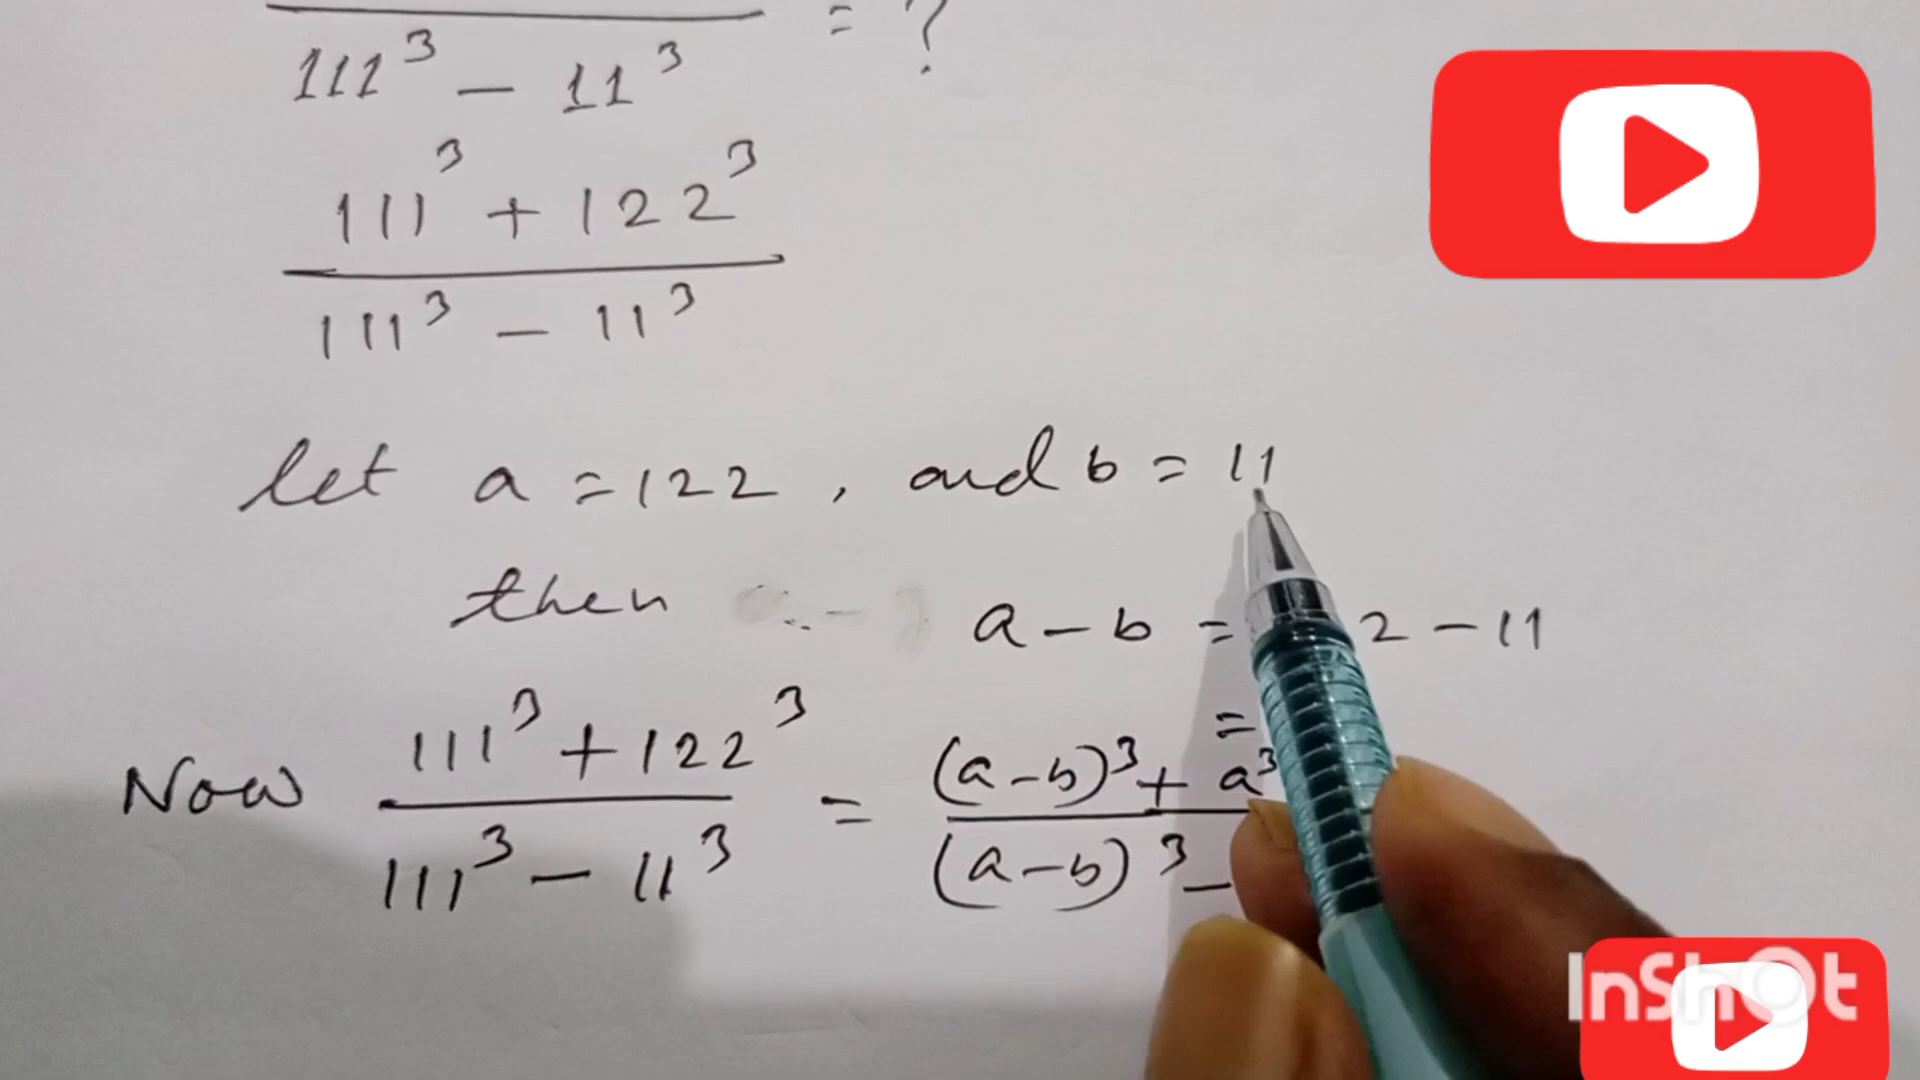 = ?
111³ - 11³
111³ + 122³
111³ - 11³
let a = 122, and b = 11
then a - b = 2 - 11
=
Now 111³ + 122³ = (a-b)³ + a³
111³ - 11³ (a-b)³ -
InShOt